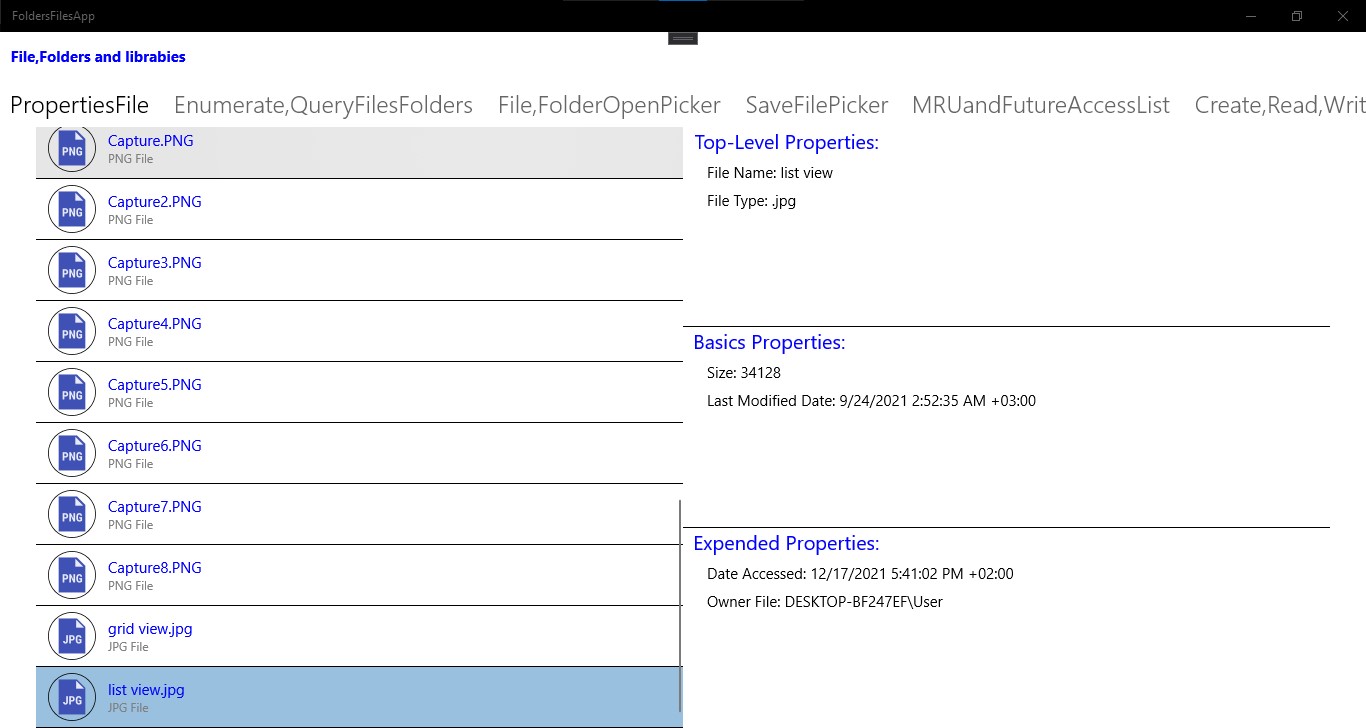 FoldersFilesApp
File,Folders and librabies
PropertiesFile Enumerate,QueryFilesFolders File,FolderOpenPicker SaveFilePicker MRUandFutureAccessList Create,Read,Writ
PNG
Capture.PNG
PNG File
PNG
Capture2.PNG
PNG File
PNG
Capture3.PNG
PNG File
PNG
Capture4.PNG
PNG File
PNG
Capture5.PNG
PNG File
PNG
Capture6.PNG
PNG File
PNG
Capture7.PNG
PNG File
PNG
Capture8.PNG
PNG File
JPG
grid view.jpg
JPG File
JPG
list view.jpg
JPG File
Top-Level Properties:
File Name: list view
File Type: .jpg
Basics Properties:
Size: 34128
Last Modified Date: 9/24/2021 2:52:35 AM +03:00
Expended Properties:
Date Accessed: 12/17/2021 5:41:02 PM +02:00
Owner File: DESKTOP-BF247EF\User